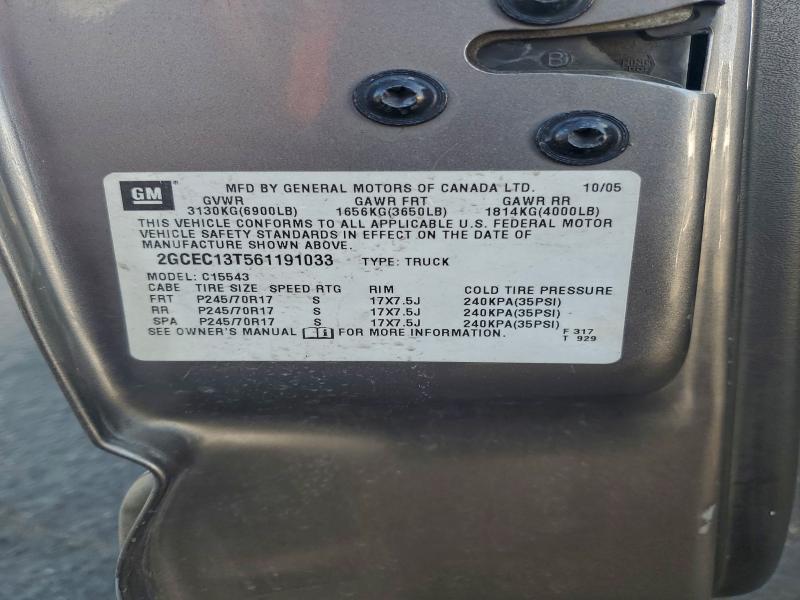 GM ® MFD BY GENERAL MOTORS OF CANADA LTD. 10/05
GVWR GAWR FRT GAWR RR
3130KG(6900LB) 1656KG(3650LB) 1814KG(4000LB)
THIS VEHICLE CONFORMS TO ALL APPLICABLE U.S. FEDERAL MOTOR
VEHICLE SAFETY STANDARDS IN EFFECT ON THE DATE OF
MANUFACTURE SHOWN ABOVE.
2GCEC13T561191033 TYPE: TRUCK
MODEL: C15543
CABE TIRE SIZE SPEED RTG RIM COLD TIRE PRESSURE
FRT P245/70R17 S 17X7.5J 240KPA(35PSI)
RR P245/70R17 S 17X7.5J 240KPA(35PSI)
SPA P245/70R17 S 17X7.5J 240KPA(35PSI)
SEE OWNER'S MANUAL FOR MORE INFORMATION. F 317
T 929
B